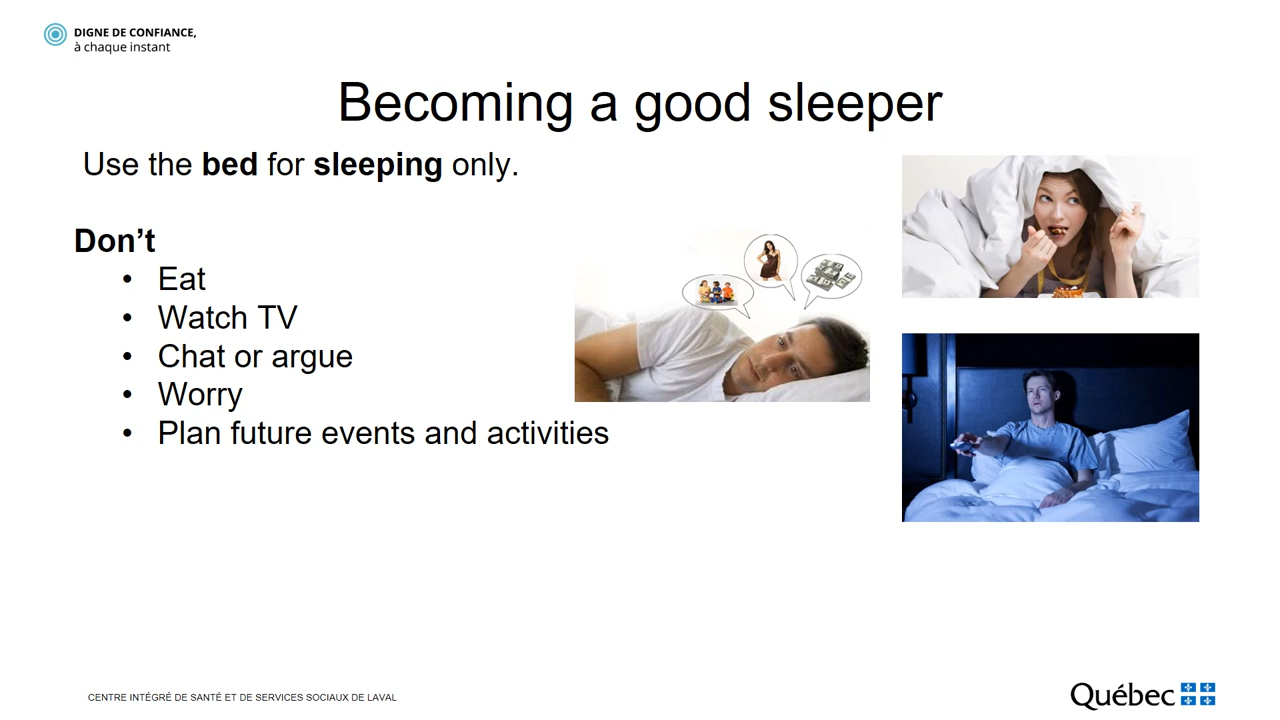 DIGNE DE CONFIANCE,
à chaque instant
Becoming a good sleeper
Use the bed for sleeping only.
Don’t
• Eat
• Watch TV
• Chat or argue
• Worry
• Plan future events and activities
CENTRE INTÉGRÉ DE SANTÉ ET DE SERVICES SOCIAUX DE LAVAL
Québec